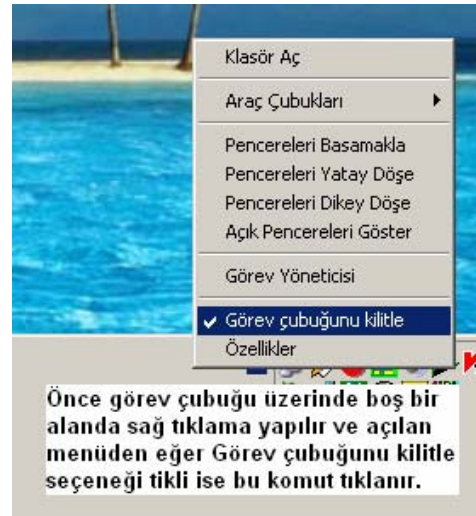 Klasör Aç
Araç Çubukları
Pencereleri Basamakla
Pencereleri Yatay Döşe
Pencereleri Dikey Döşe
Açık Pencereleri Göster
Görev Yöneticisi
Görev çubuğunu kilitle
Özellikler
Önce görev çubuğu üzerinde boş bir
alanda sağ tıklama yapılır ve açılan
menüden eğer Görev çubuğunu kilitle
seçeneği tikli ise bu komut tıklanır.